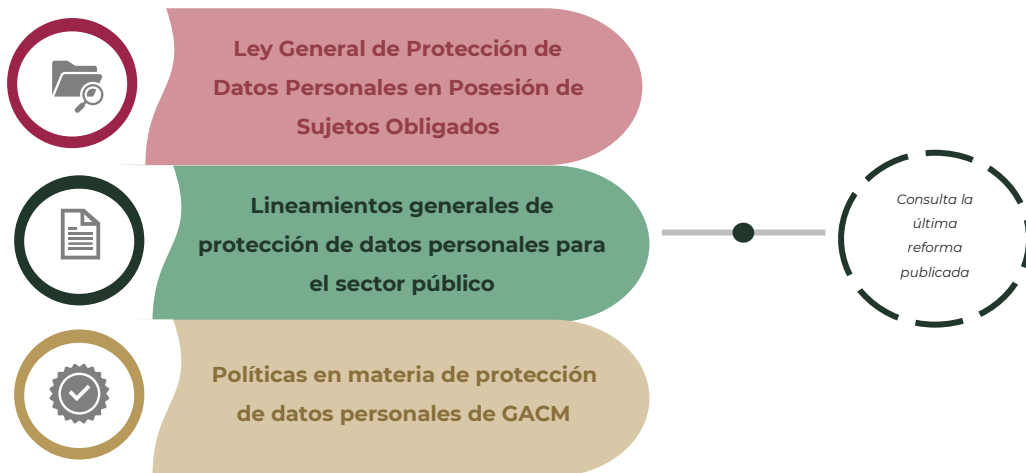 Ley General de Protección de
Datos Personales en Posesión de
Sujetos Obligados
Lineamientos generales de
protección de datos personales para
el sector público
Consulta la
última
reforma
publicada
Políticas en materia de protección
de datos personales de GACM